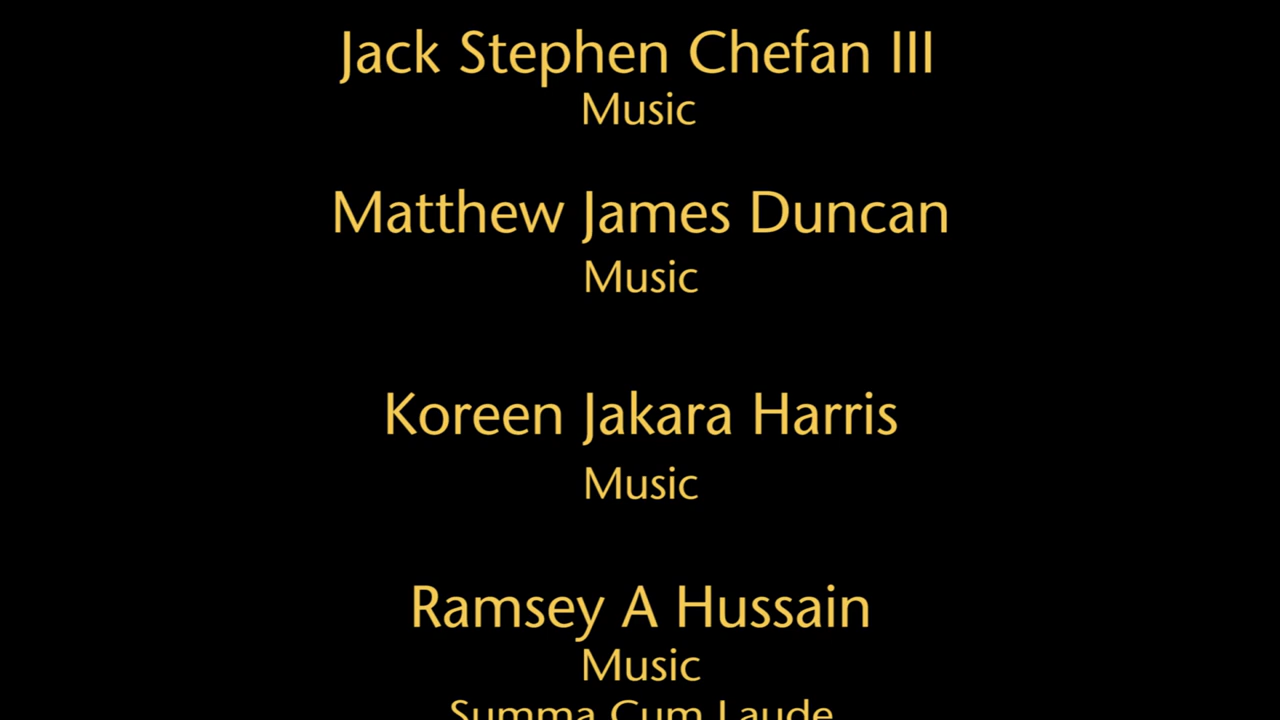 Jack Stephen Chefan III
Music
Matthew James Duncan
Music
Koreen Jakara Harris
Music
Ramsey A Hussain
Music
Summa Cum Laude